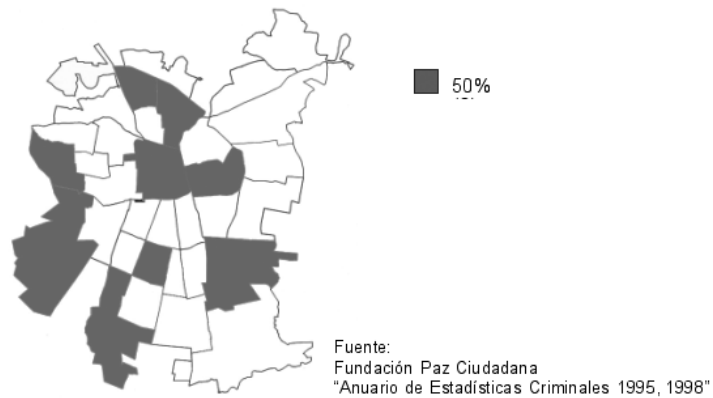 50%
Fuente:
Fundación Paz Ciudadana
“Anuario de Estadísticas Criminales 1995, 1998”